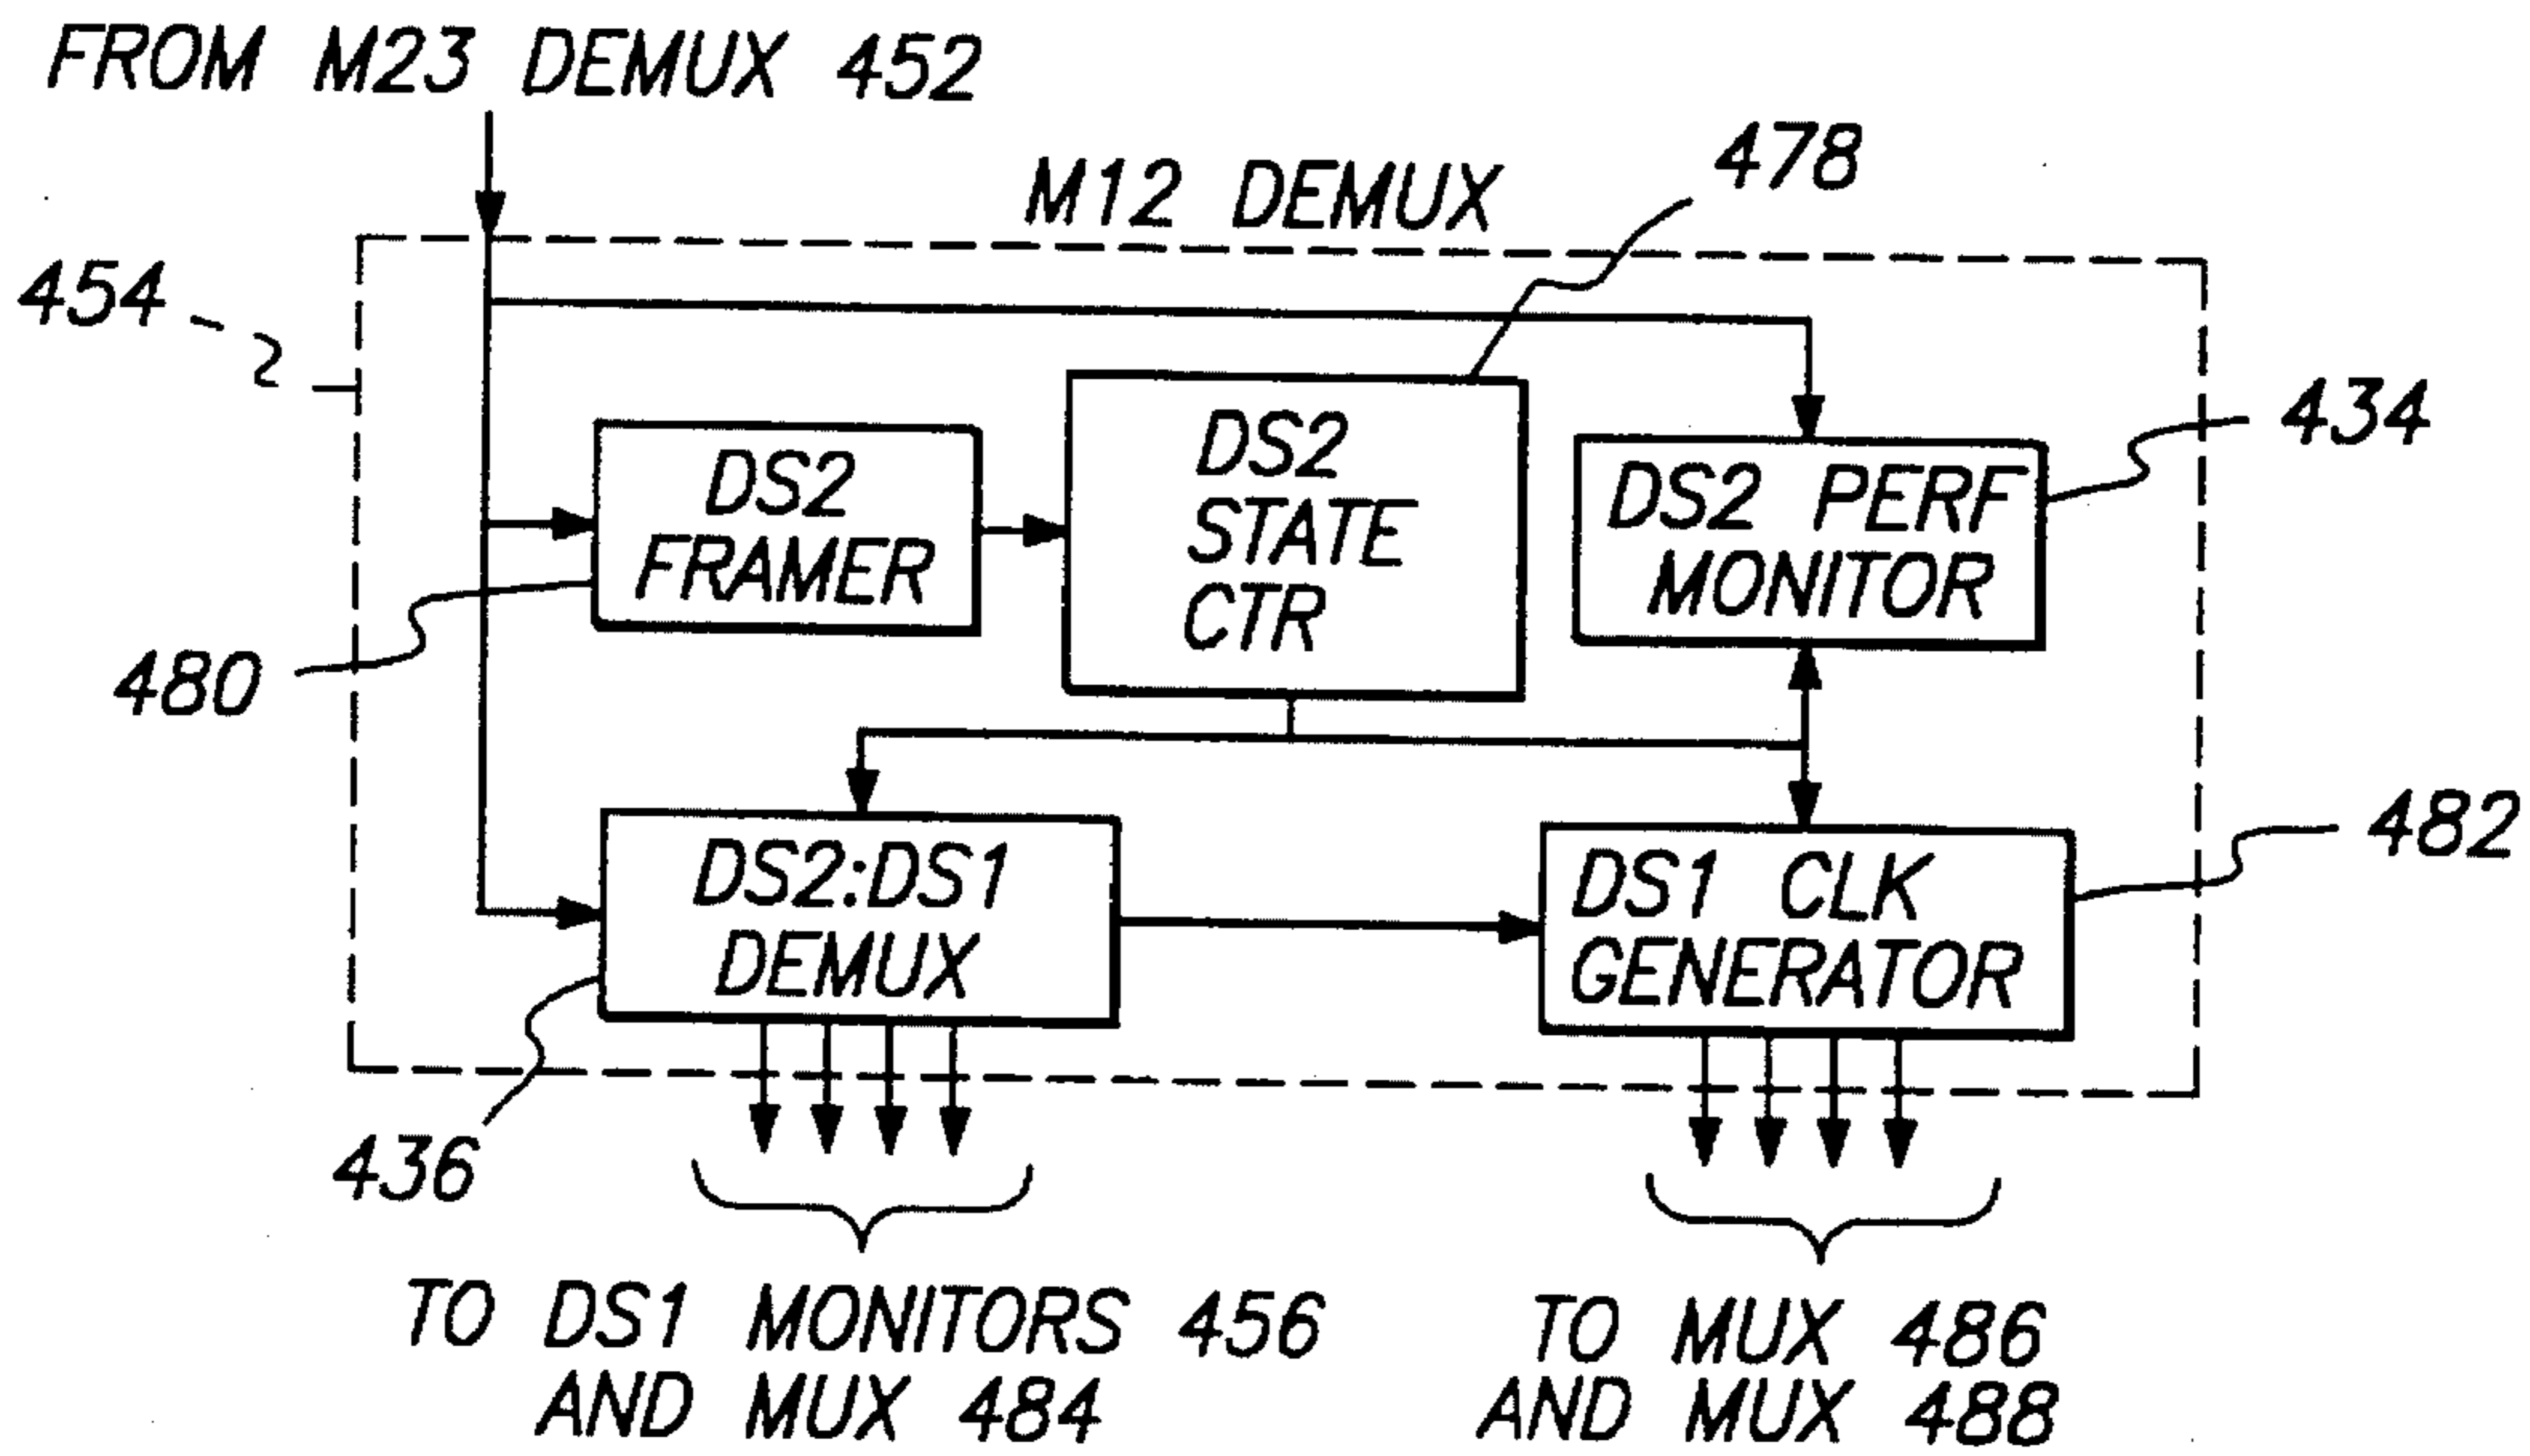 FROM M23 DEMUX 452
M12 DEMUX
478
454
434
DS2
FRAMER
DS2
STATE
CTR
DS2 PERF
MONITOR
480
482
DS2:DS1
DEMUX
DS1 CLK
GENERATOR
436
TO DS1 MONITORS 456
AND MUX 484
TO MUX 486
AND MUX 488